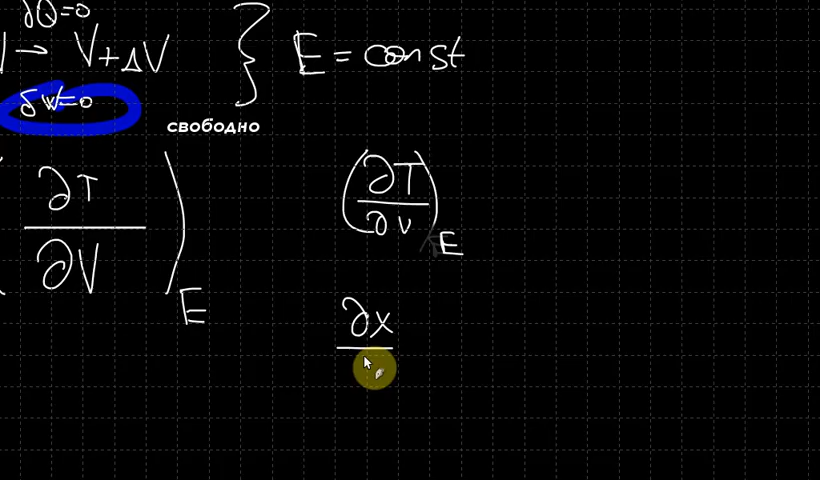 δQ=0
→ V+ΔV } E = const
δW=0
свободно
(∂T/∂V)_E (∂T/∂V)_E
∂x